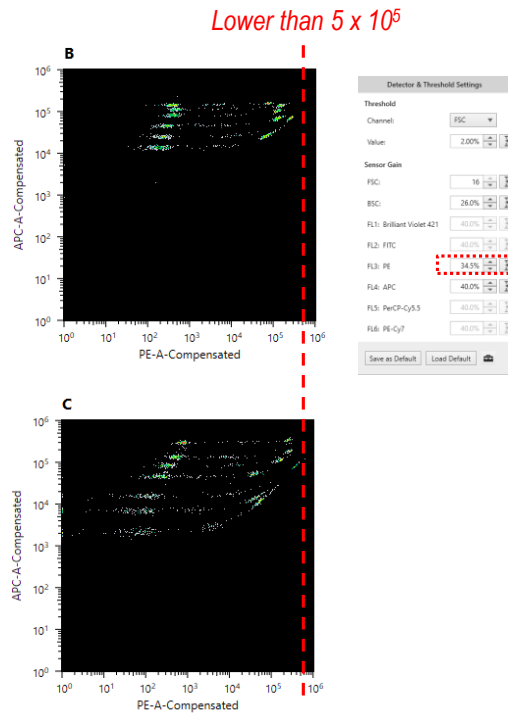 Lower than 5 x 10⁵
B
10⁶
10⁵
10⁴
10³
10²
10¹
10⁰
APC-A-Compensated
10⁰ 10¹ 10² 10³ 10⁴ 10⁵ 10⁶
PE-A-Compensated
Detector & Threshold Settings
Threshold
Channel: FSC
Value: 2.00%
Sensor Gain
FSC: 16
BSC: 26.0%
FL1: Brilliant Violet 421 40.0%
FL2: FITC 40.0%
FL3: PE 34.5%
FL4: APC 40.0%
FL5: PerCP-Cy5.5 40.0%
FL6: PE-Cy7 40.0%
Save as Default Load Default
C
10⁶
10⁵
10⁴
10³
10²
10¹
10⁰
APC-A-Compensated
10⁰ 10¹ 10² 10³ 10⁴ 10⁵ 10⁶
PE-A-Compensated